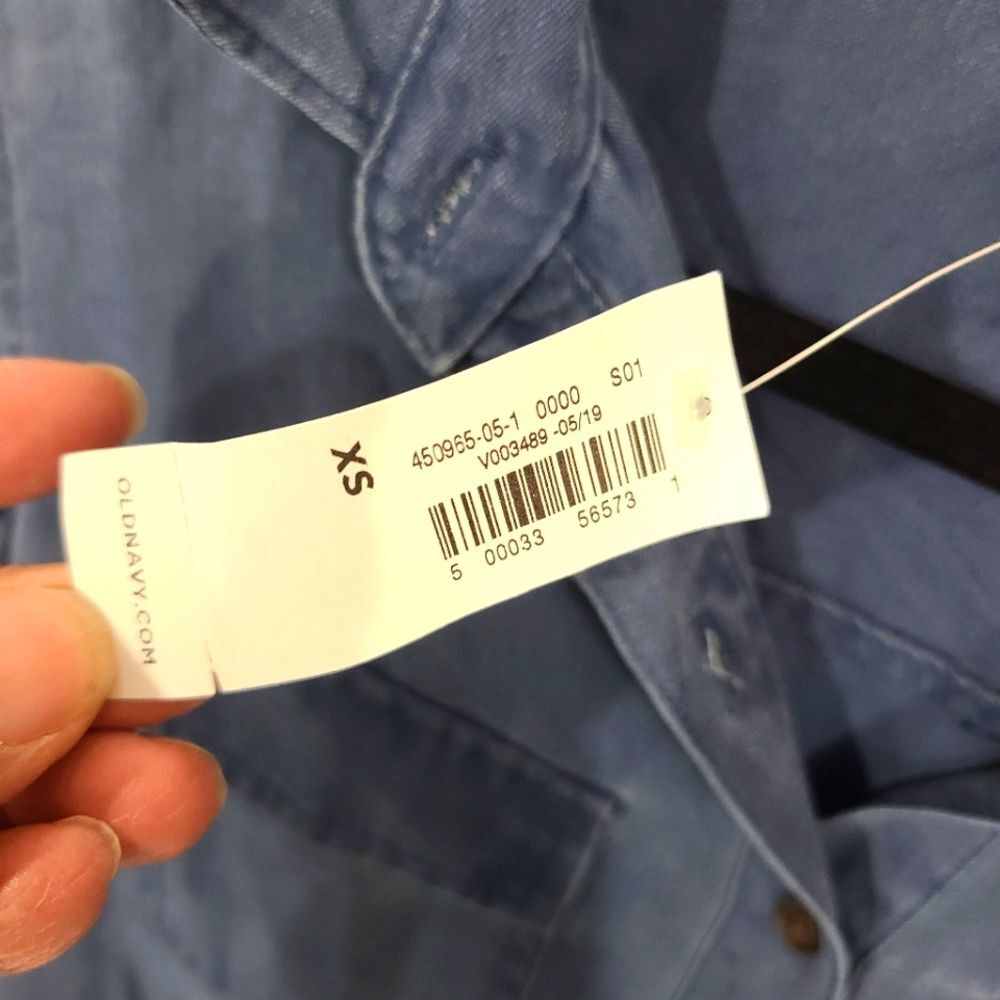 450965-05-1 0000 S01
V003489 -05/19
5 00033 56573 1
XS
OLDNAVY.COM